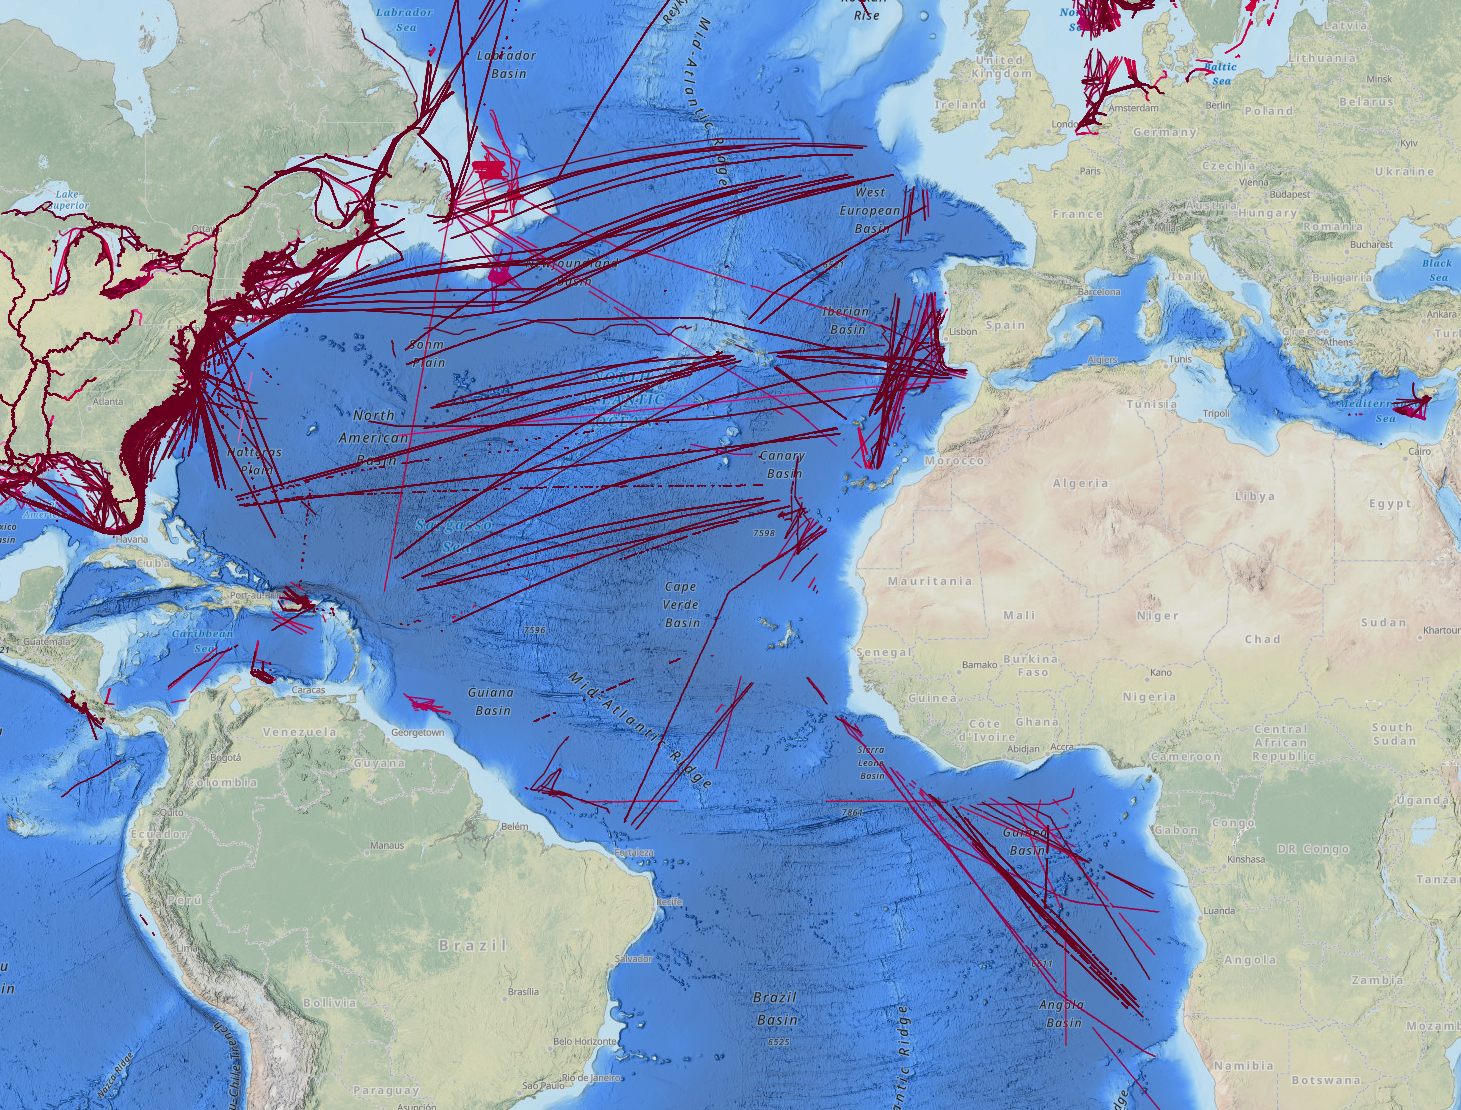 Labrador
Sea
Labrador
Basin
Mid-Atlantic Ridge
Rise
United
Kingdom
Ireland
London
Amsterdam
Baltic
Sea
Latvia
Lithuania
Minsk
Berlin
Poland
Belarus
Germany
Kyiv
Czechia
Paris
Vienna
Ukraine
Budapest
France
Austria
Hungary
Milan
Romania
Bucharest
Black
Sea
Italy
Bulgaria
Barcelona
Ankara
Spain
Lisbon
Greece
Athens
Algiers
Tunis
Tunisia
Tripoli
Sea
Cairo
Morocco
Algeria
Libya
Egypt
Lake
Superior
Ottawa
West
European
Basin
Newfoundland
Basin
Iberian
Basin
Sohm
Plain
Atlanta
North
American
Basin
Hatteras
Plain
Canary
Basin
Sargasso
Sea
7598
Havana
Cuba
Cape
Verde
Basin
Mauritania
Mali
Niger
Chad
Sudan
Khartoum
Guatemala
Caribbean
Sea
7596
Senegal
Bamako
Burkina
Faso
Kano
Nigeria
Guinea
Caracas
Guiana
Basin
Mid-Atlantic Ridge
Côte
d'Ivoire
Ghana
Abidjan
Accra
South
Sudan
Central
African
Republic
Cameroon
Venezuela
Georgetown
Bogotá
Colombia
Guyana
Sierra
Leone
Basin
Quito
Ecuador
Belém
Manaus
Fortaleza
7861
Guinea
Basin
Gabon
Congo
Uganda
Kinshasa
DR Congo
Perú
Recife
Luanda
Lima
Brazil
Salvador
Angola
Zambia
Brasília
Bolivia
Brazil
Basin
Angola
Basin
6525
Belo Horizonte
Nazca Ridge
Rio de Janeiro
São Paulo
Paraguay
Asunción
Namibia
Botswana